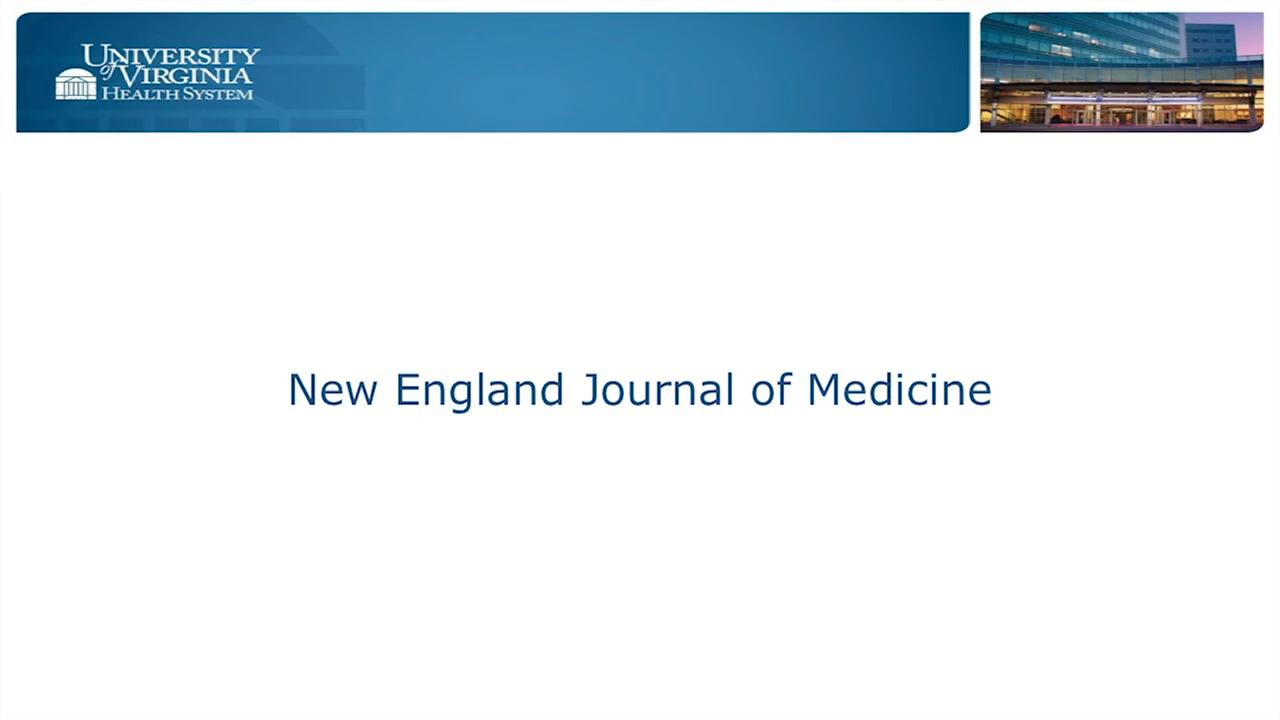 UNIVERSITY
of VIRGINIA
HEALTH SYSTEM
New England Journal of Medicine